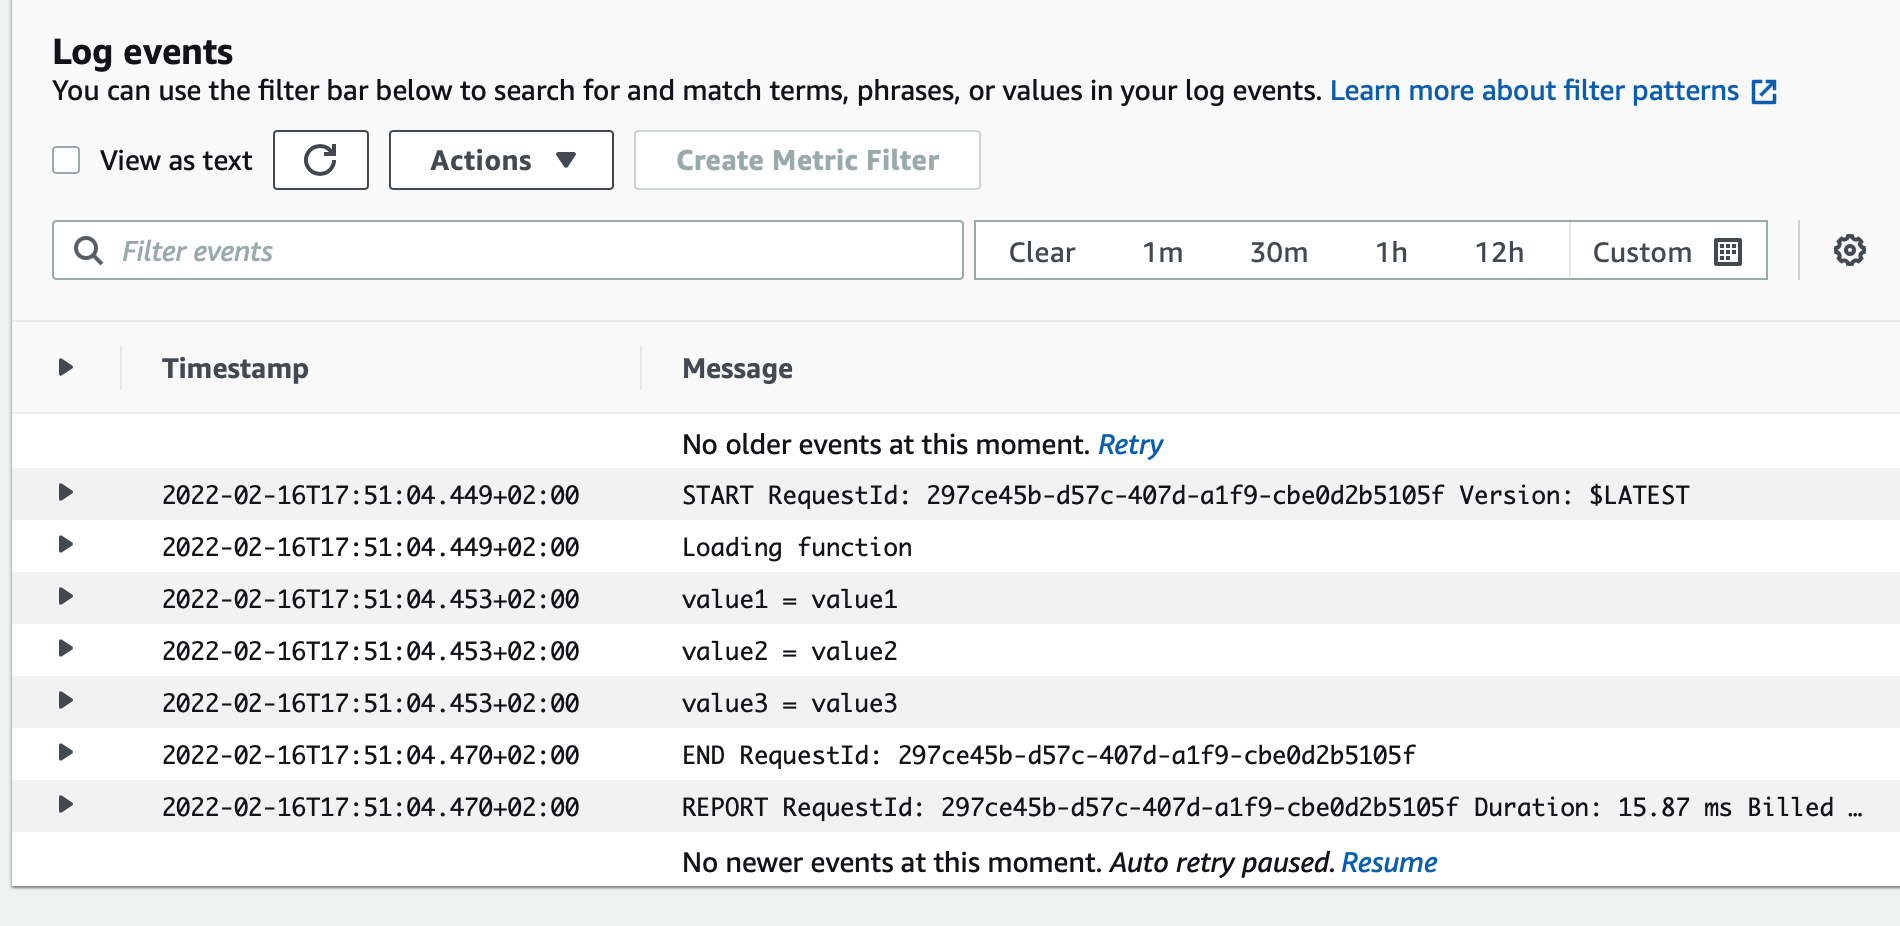 Log events
You can use the filter bar below to search for and match terms, phrases, or values in your log events. Learn more about filter patterns
View as text Actions Create Metric Filter
Filter events Clear 1m 30m 1h 12h Custom
Timestamp Message
No older events at this moment. Retry
2022-02-16T17:51:04.449+02:00 START RequestId: 297ce45b-d57c-407d-a1f9-cbe0d2b5105f Version: $LATEST
2022-02-16T17:51:04.449+02:00 Loading function
2022-02-16T17:51:04.453+02:00 value1 = value1
2022-02-16T17:51:04.453+02:00 value2 = value2
2022-02-16T17:51:04.453+02:00 value3 = value3
2022-02-16T17:51:04.470+02:00 END RequestId: 297ce45b-d57c-407d-a1f9-cbe0d2b5105f
2022-02-16T17:51:04.470+02:00 REPORT RequestId: 297ce45b-d57c-407d-a1f9-cbe0d2b5105f Duration: 15.87 ms Billed …
No newer events at this moment. Auto retry paused. Resume